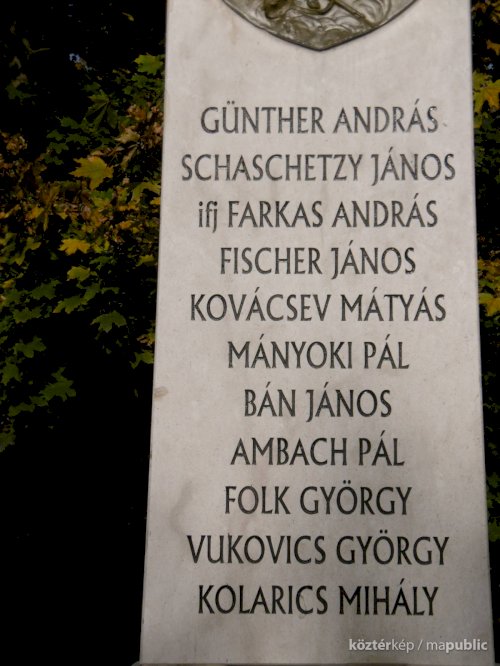 GÜNTHER ANDRÁS
SCHASCHETZY JÁNOS
ifj FARKAS ANDRÁS
FISCHER JÁNOS
KOVÁCSEV MÁTYÁS
MÁNYOKI PÁL
BÁN JÁNOS
AMBACH PÁL
FOLK GYÖRGY
VUKOVICS GYÖRGY
KOLARICS MIHÁLY
köztérkép / mapublic